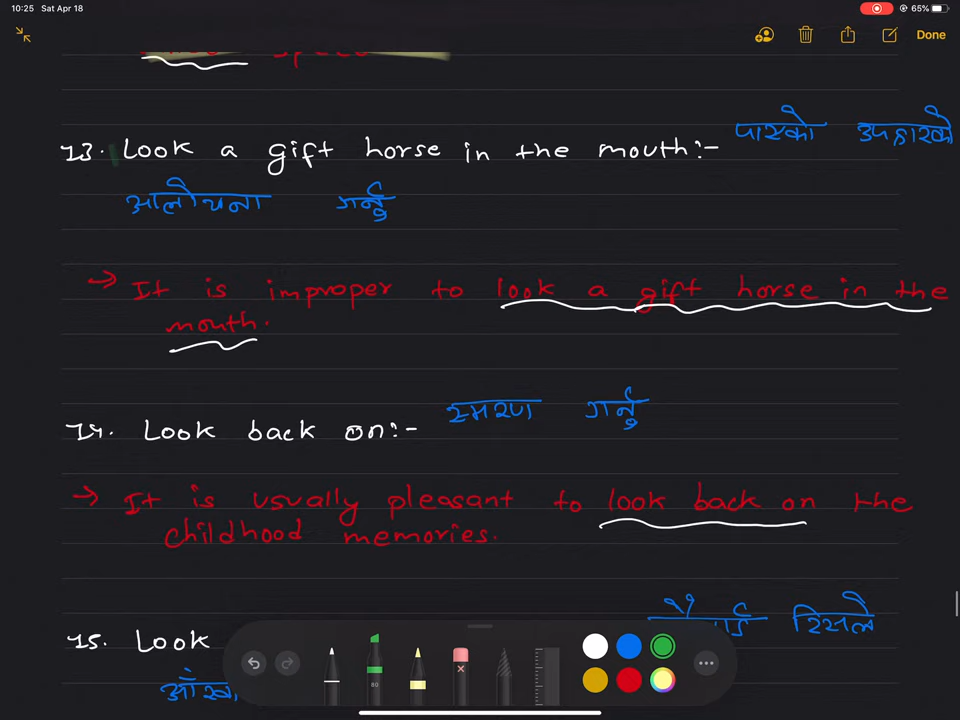 10:25 Sat Apr 18
65%
Done
13. Look a gift horse in the mouth:- पाएको उपहारको
आलोचना गर्नु
→ It is improper to look a gift horse in the
mouth.
14. Look back on:- स्मरण गर्नु
→ It is usually pleasant to look back on the
childhood memories.
15. Look रिसले
80